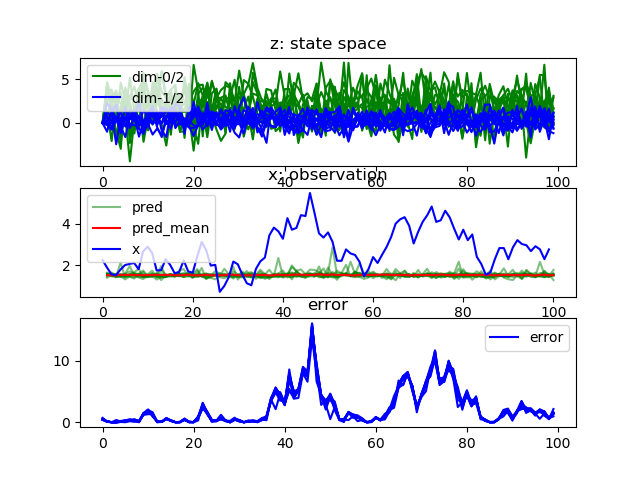 z: state space
5
0
dim-0/2
dim-1/2
0 20 40 60 80 100
x: observation
4
2
pred
pred_mean
x
0 20 40 60 80 100
error
10
0
error
0 20 40 60 80 100